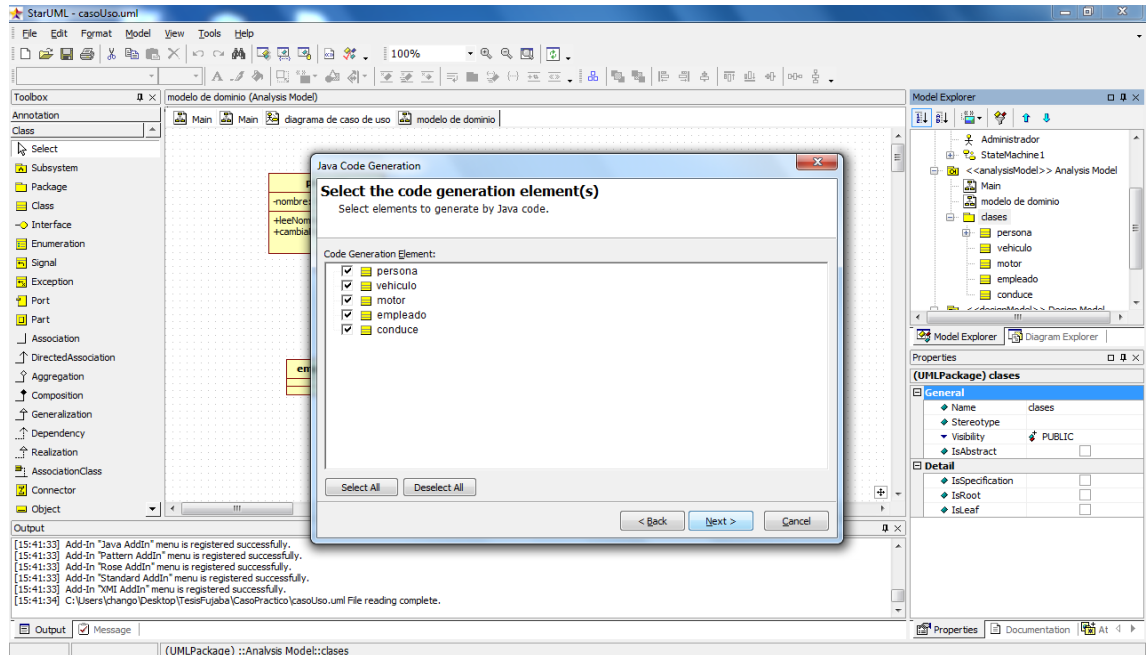 StarUML - casoUso.uml
File Edit Format Model View Tools Help
100%
Toolbox
modelo de dominio (Analysis Model)
Model Explorer
Annotation
Class
Main Main diagrama de caso de uso modelo de dominio
Select
Subsystem
Package
Class
Interface
Enumeration
Signal
Exception
Port
Part
Association
DirectedAssociation
Aggregation
Composition
Generalization
Dependency
Realization
AssociationClass
Connector
Object
-nombre:
+leeNom
+cambial
em
Java Code Generation
Select the code generation element(s)
Select elements to generate by Java code.
Code Generation Element:
persona
vehiculo
motor
empleado
conduce
Select All Deselect All
< Back Next > Cancel
Administrador
StateMachine1
<<analysisModel>> Analysis Model
Main
modelo de dominio
clases
persona
vehiculo
motor
empleado
conduce
<<designModel>> Design Model
Model Explorer Diagram Explorer
Properties
(UMLPackage) clases
General
Name clases
Stereotype
Visibility PUBLIC
IsAbstract
Detail
IsSpecification
IsRoot
IsLeaf
Output
[15:41:33] Add-In "Java AddIn" menu is registered successfully.
[15:41:33] Add-In "Pattern AddIn" menu is registered successfully.
[15:41:33] Add-In "Rose AddIn" menu is registered successfully.
[15:41:33] Add-In "Standard AddIn" menu is registered successfully.
[15:41:33] Add-In "XMI AddIn" menu is registered successfully.
[15:41:34] C:\Users\chango\Desktop\TesisFujaba\CasoPractico\casoUso.uml File reading complete.
Output Message
Properties Documentation At
(UMLPackage) ::Analysis Model::clases